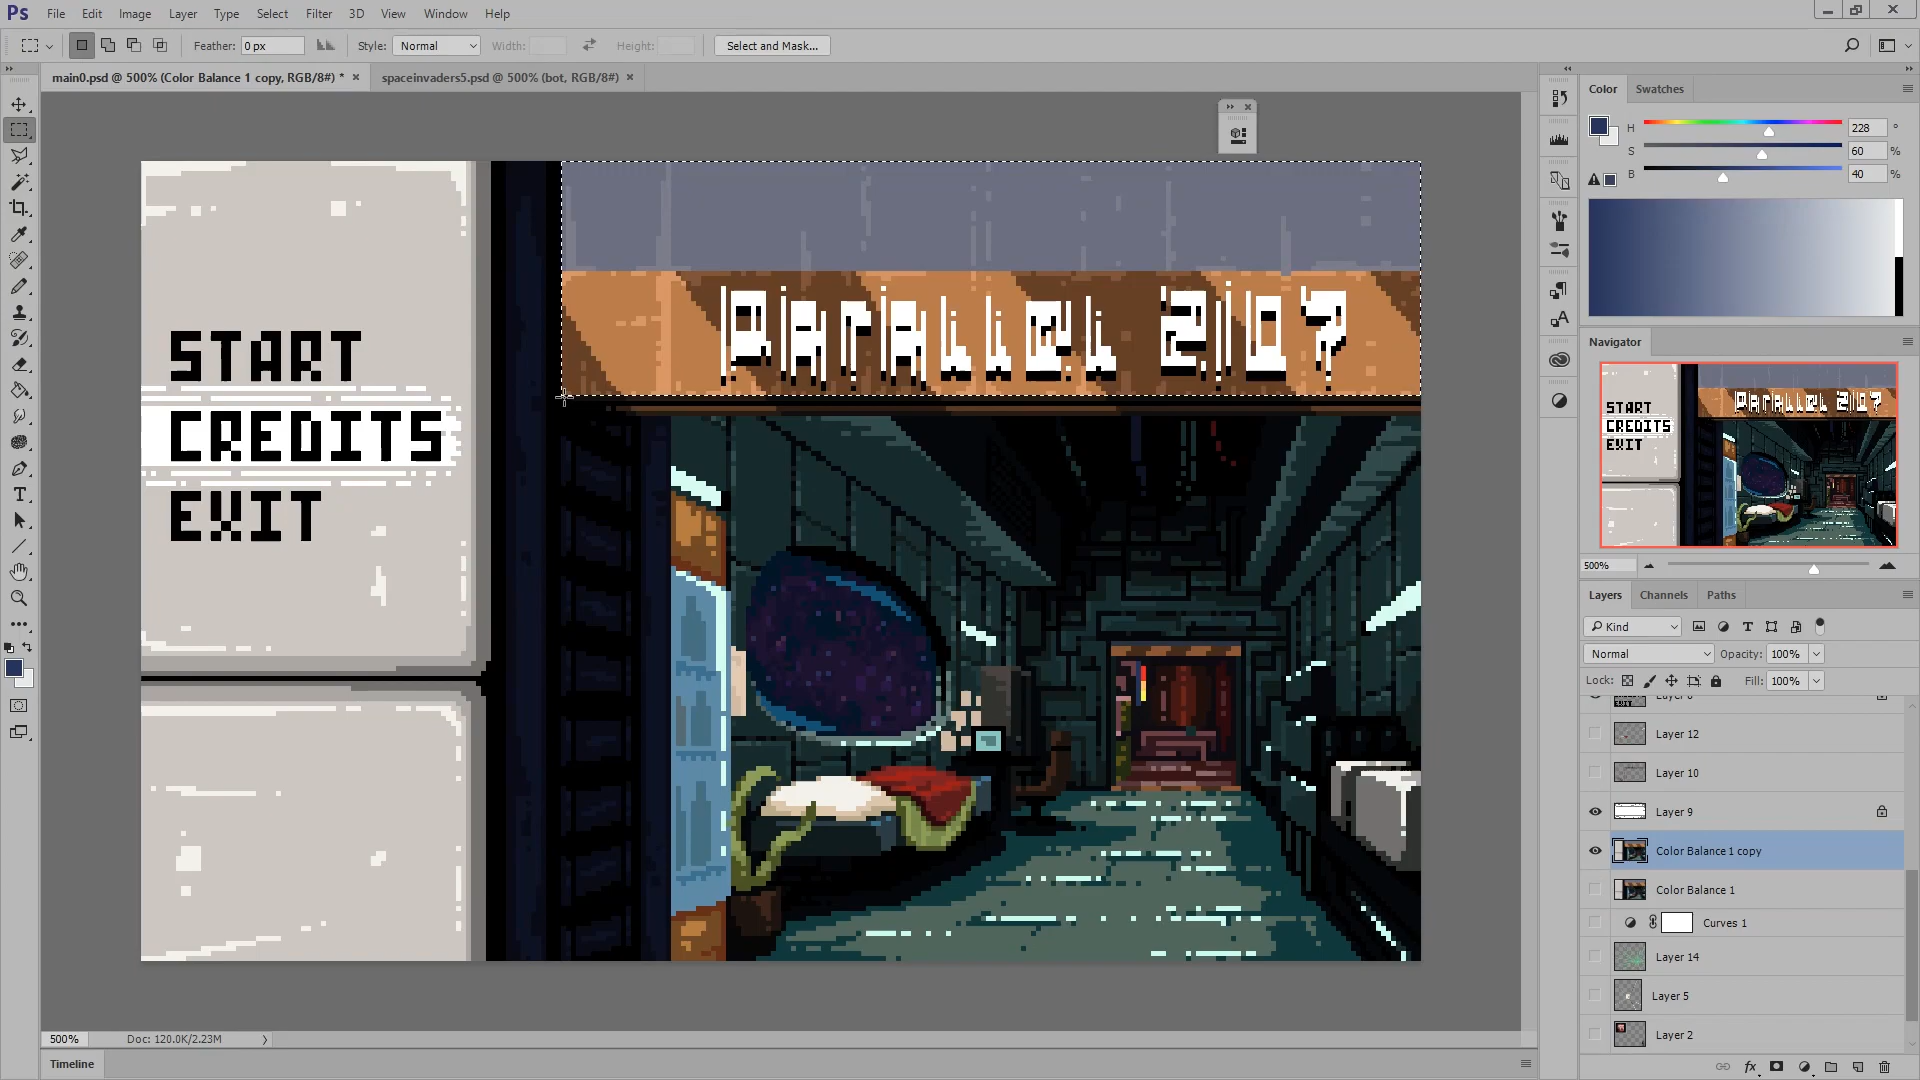 Ps File Edit Image Layer Type Select Filter 3D View Window Help
Feather: 0 px Style: Normal Width: Height: Select and Mask...
main0.psd @ 500% (Color Balance 1 copy, RGB/8#) * × spaceinvaders5.psd @ 500% (bot, RGB/8#) ×
Color Swatches
H 228 °
S 60 %
B 40 %
Parallel 2107
START
CREDITS
EXIT
Navigator
Parallel 2107
START
CREDITS
EXIT
500%
Layers Channels Paths
Kind
Normal Opacity: 100%
Lock: Fill: 100%
Layer 12
Layer 10
Layer 9
Color Balance 1 copy
Color Balance 1
Curves 1
Layer 14
Layer 5
Layer 2
500% Doc: 120.0K/2.23M
Timeline
fx